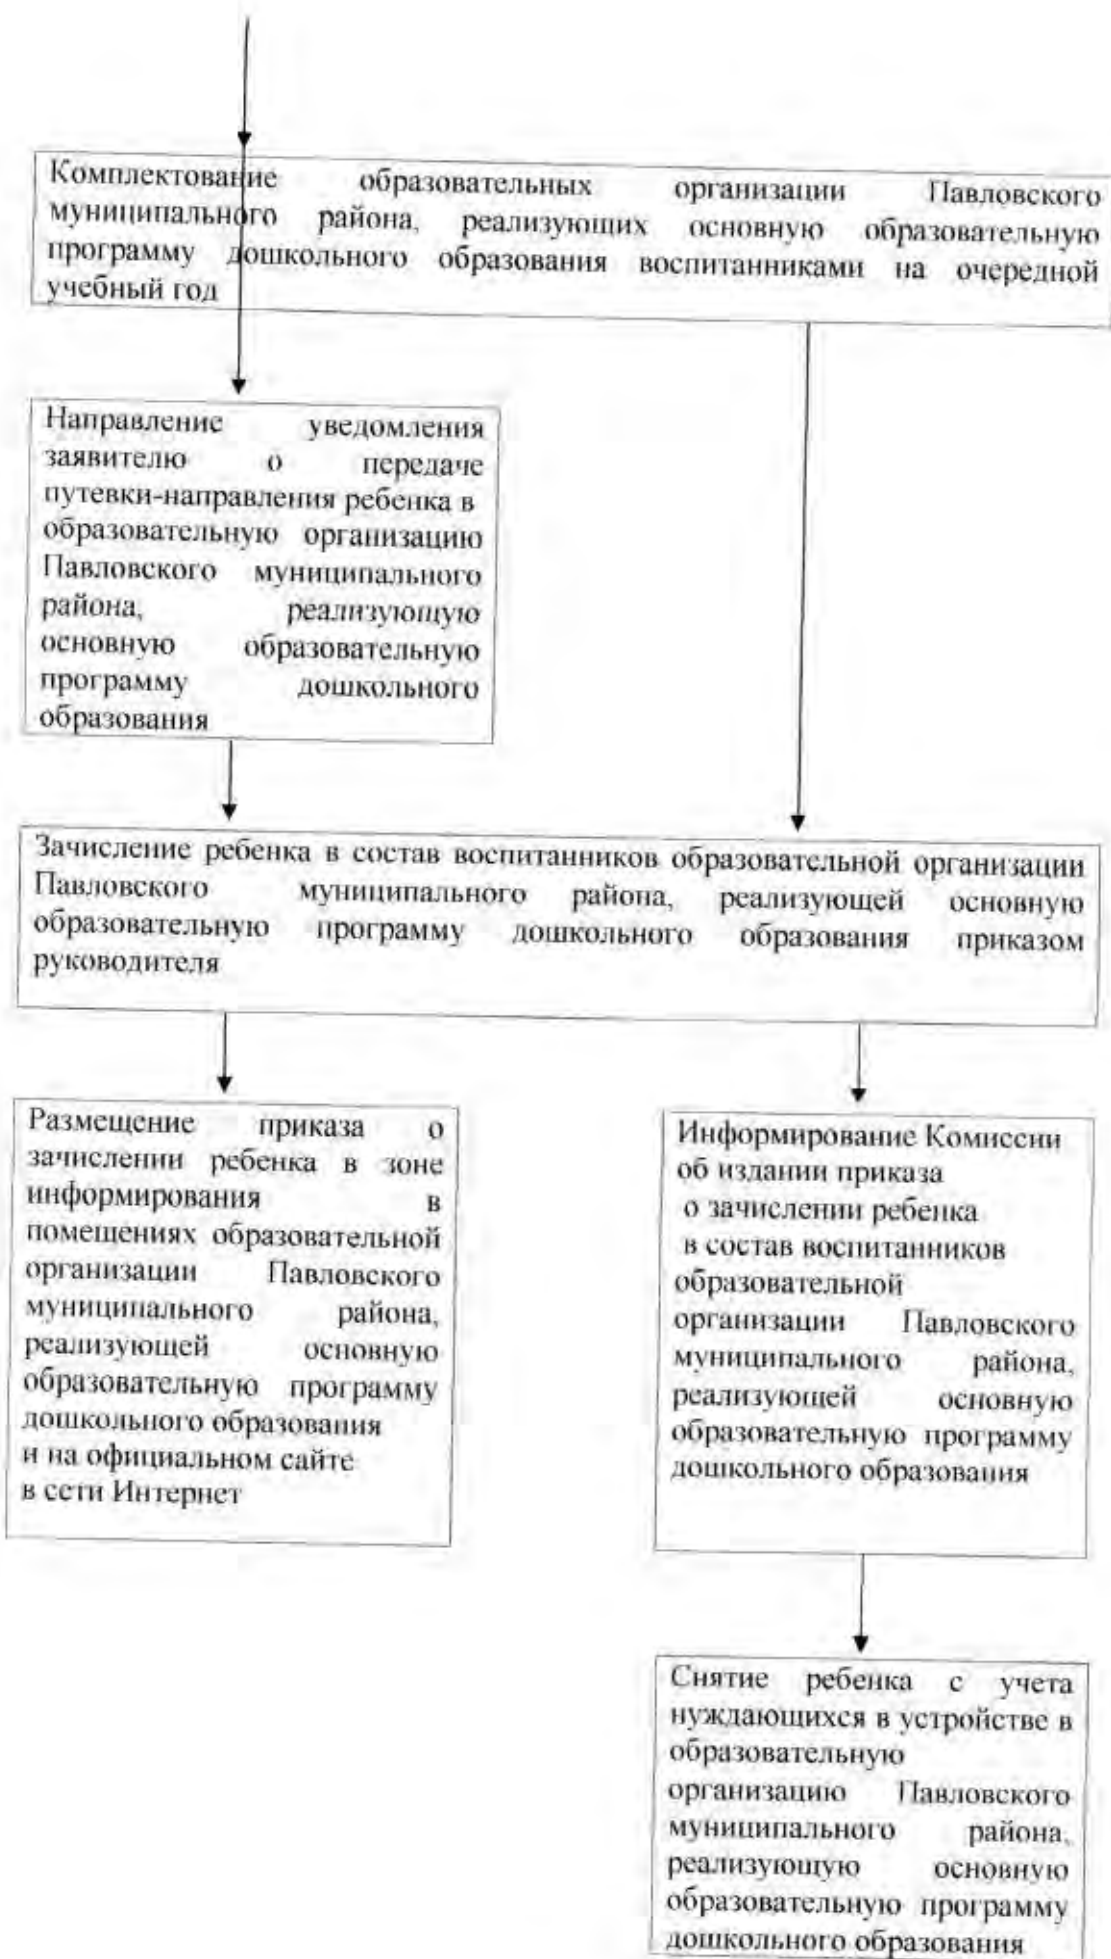 Комплектование образовательных организации Павловского
муниципального района, реализующих основную образовательную
программу дошкольного образования воспитанниками на очередной
учебный год
Направление уведомления
заявителю о передаче
путевки-направления ребенка в
образовательную организацию
Павловского муниципального
района, реализующую
основную образовательную
программу дошкольного
образования
Зачисление ребенка в состав воспитанников образовательной организации
Павловского муниципального района, реализующей основную
образовательную программу дошкольного образования приказом
руководителя
Размещение приказа о
зачислении ребенка в зоне
информирования в
помещениях образовательной
организации Павловского
муниципального района,
реализующей основную
образовательную программу
дошкольного образования
и на официальном сайте
в сети Интернет
Информирование Комиссии
об издании приказа
о зачислении ребенка
в состав воспитанников
образовательной
организации Павловского
муниципального района,
реализующей основную
образовательную программу
дошкольного образования
Снятие ребенка с учета
нуждающихся в устройстве в
образовательную
организацию Павловского
муниципального района,
реализующую основную
образовательную программу
дошкольного образования